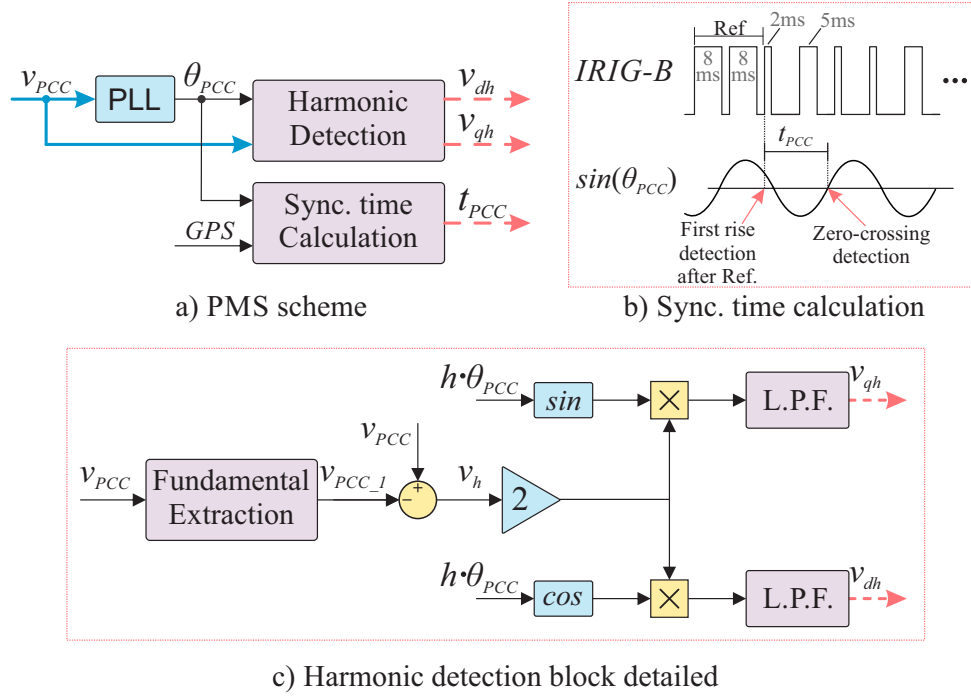 v_PCC
PLL
θ_PCC
Harmonic
Detection
v_dh
v_qh
GPS
Sync. time
Calculation
t_PCC
a) PMS scheme
Ref
2ms
5ms
IRIG-B
8
ms
8
ms
...
t_PCC
sin(θ_PCC)
First rise
detection
after Ref.
Zero-crossing
detection
b) Sync. time calculation
h·θ_PCC
sin
×
L.P.F.
v_qh
v_PCC
v_PCC
Fundamental
Extraction
v_PCC_1
+
−
v_h
2
h·θ_PCC
cos
×
L.P.F.
v_dh
c) Harmonic detection block detailed